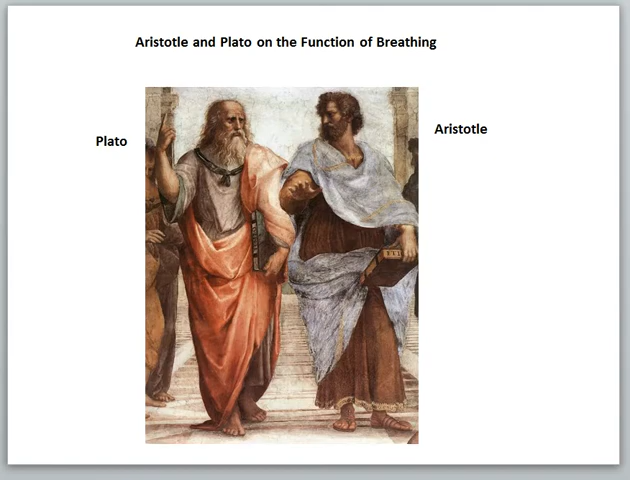 Aristotle and Plato on the Function of Breathing
Plato
Aristotle